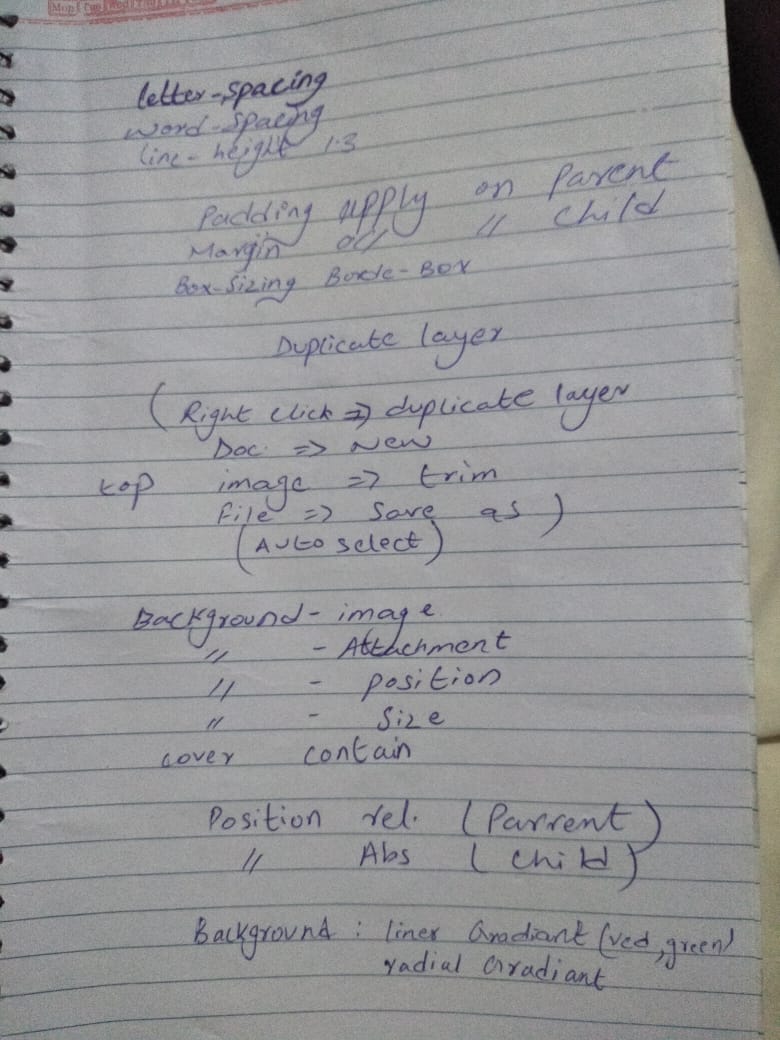 letter-spacing
word-spacing
line-height 1.3
Padding apply on Parent
Margin " child
Box-Sizing Borde-Box
Duplicate layer
(Right click => duplicate layer
Doc. => New
top image => trim
File => Save as)
(Auto select)
Background-image
" - Attachment
" - position
" - Size
cover contain
Position rel. (Parrent)
" Abs (child)
Background: liner Gradiant (red, green)
radial Gradiant